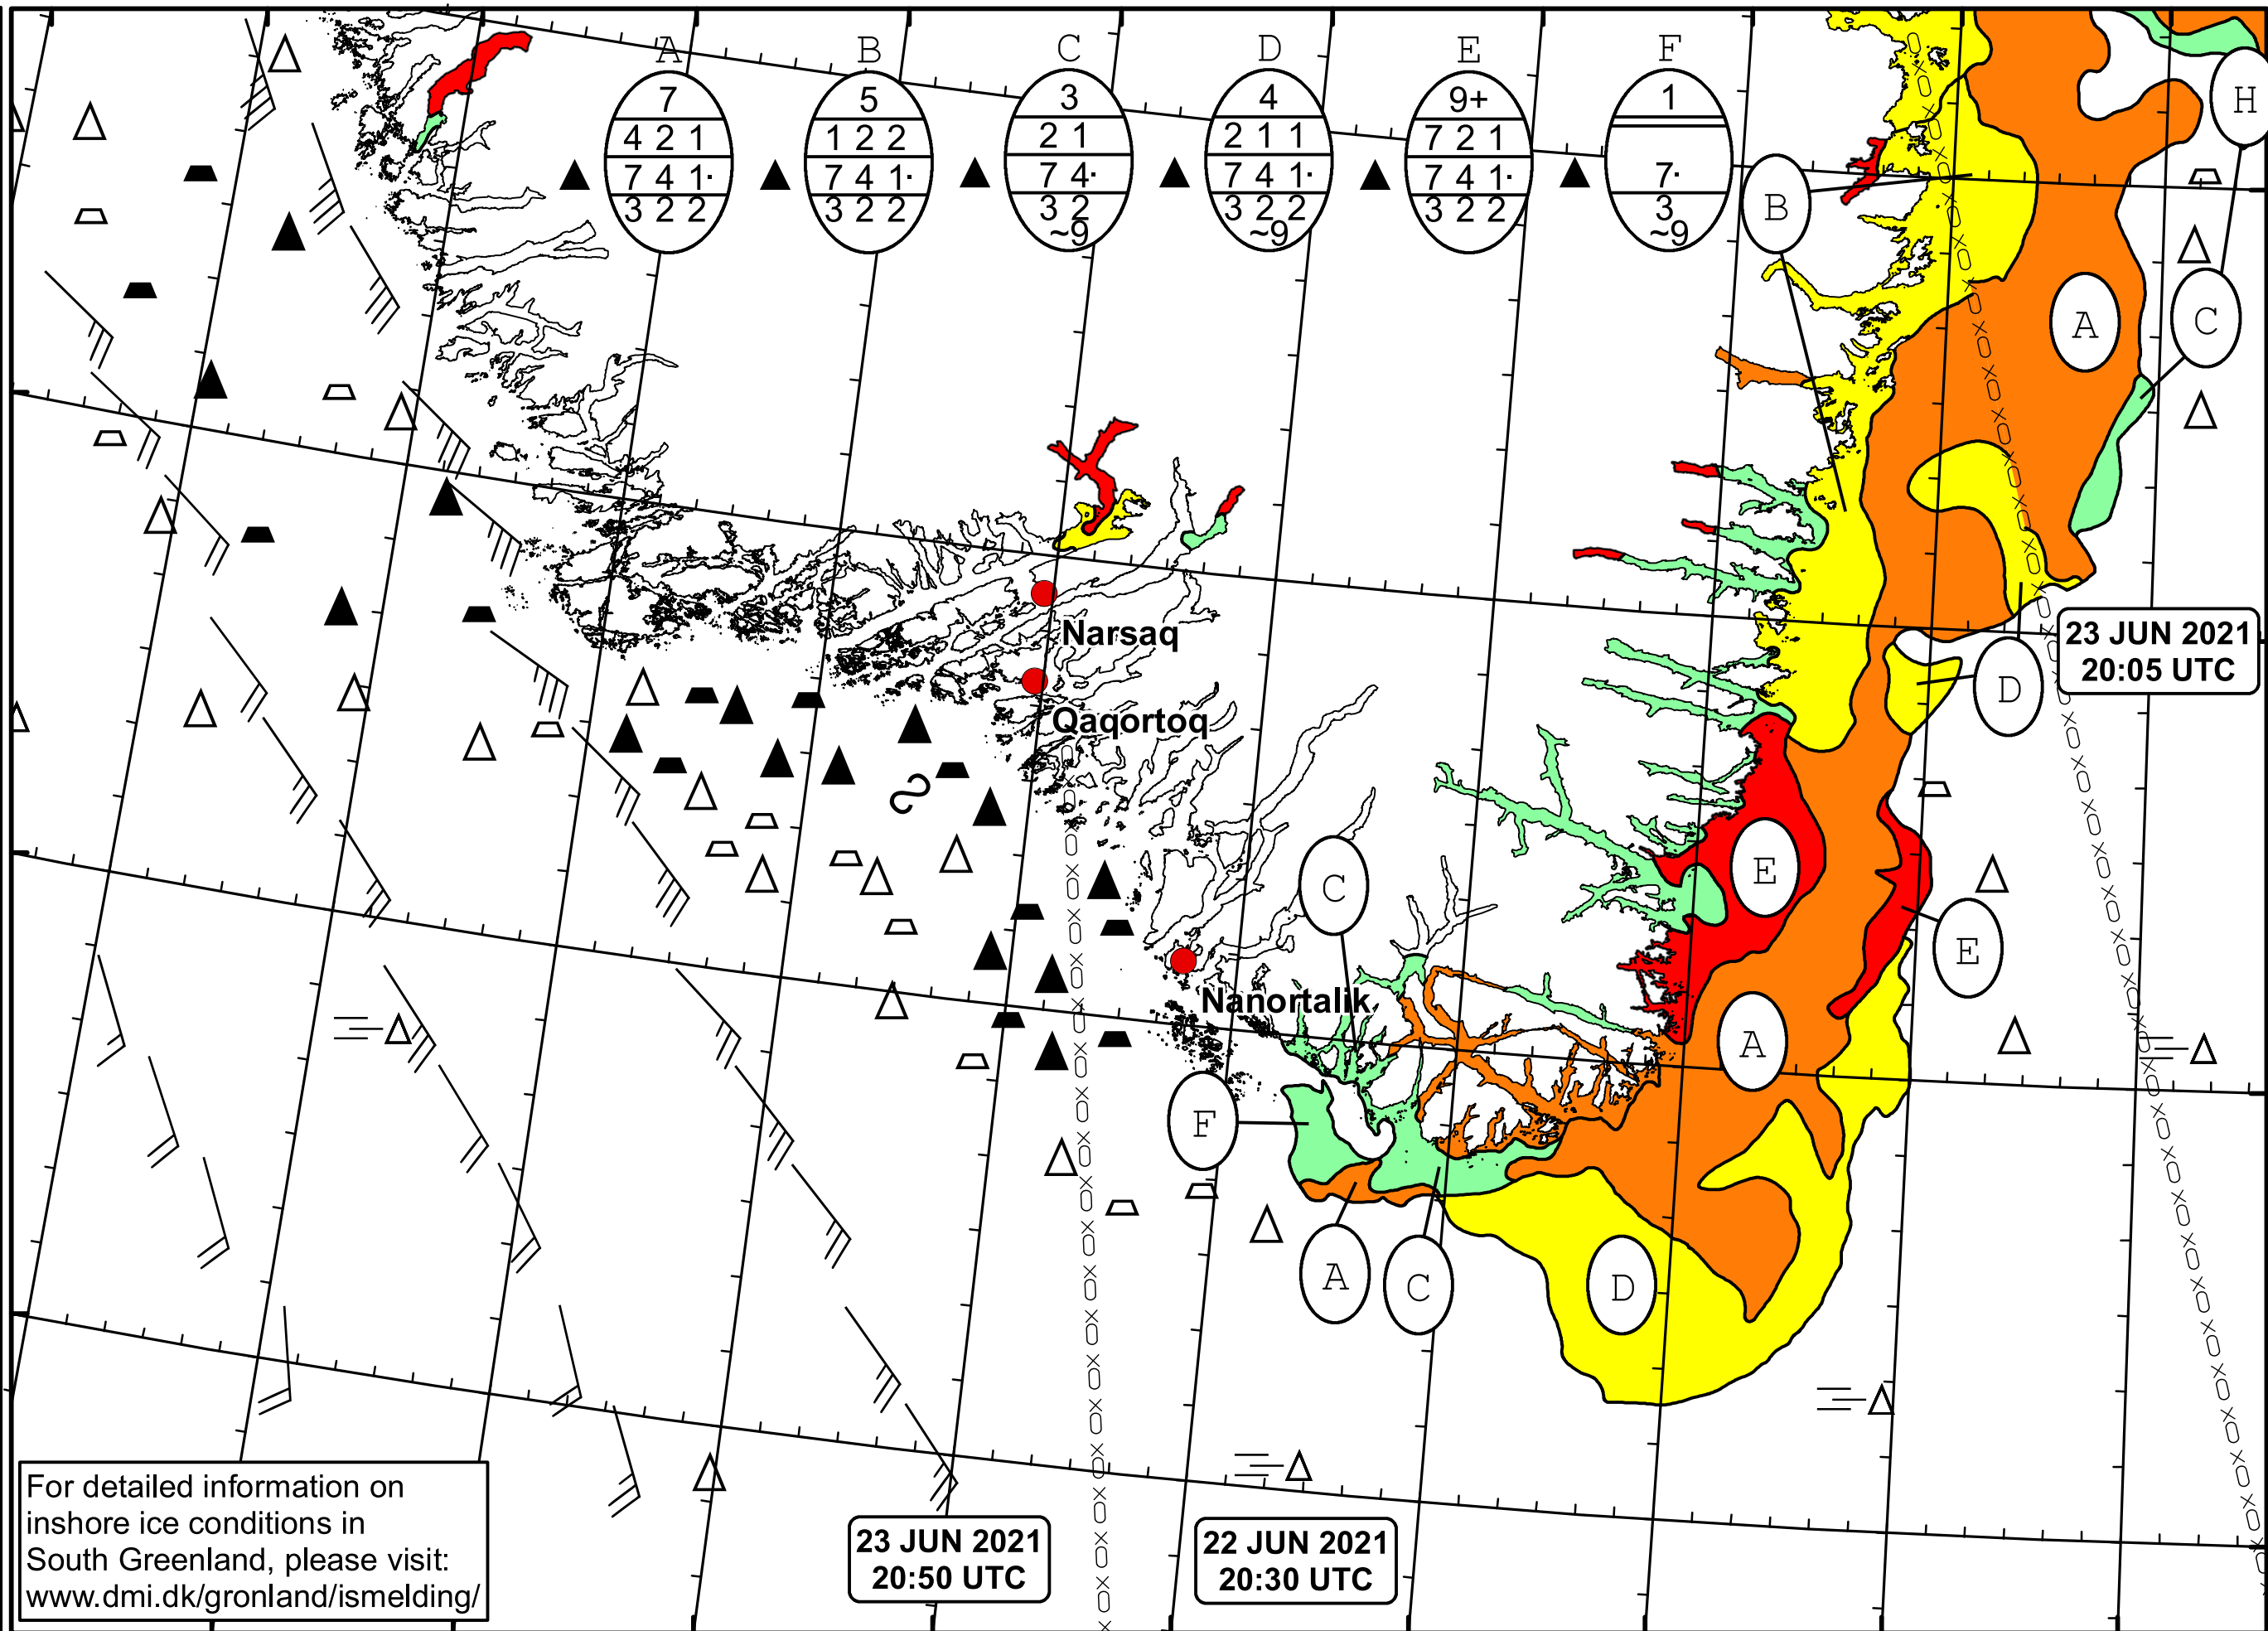 A B C D E F
7 5 3 4 9+ 1
4 2 1 1 2 2 2 1 2 1 1 7 2 1
7 4 1· 7 4 1· 7 4· 7 4 1· 7 4 1· 7·
3 2 2 3 2 2 3 2 3 2 2 3 2 2 3
~9 ~9 ~9
H
B
A
C
Narsaq
23 JUN 2021
20:05 UTC
D
Qaqortoq
E
C
E
Nanortalik
A
F
A
C
D
For detailed information on
inshore ice conditions in
South Greenland, please visit:
www.dmi.dk/gronland/ismelding/
23 JUN 2021
20:50 UTC
22 JUN 2021
20:30 UTC